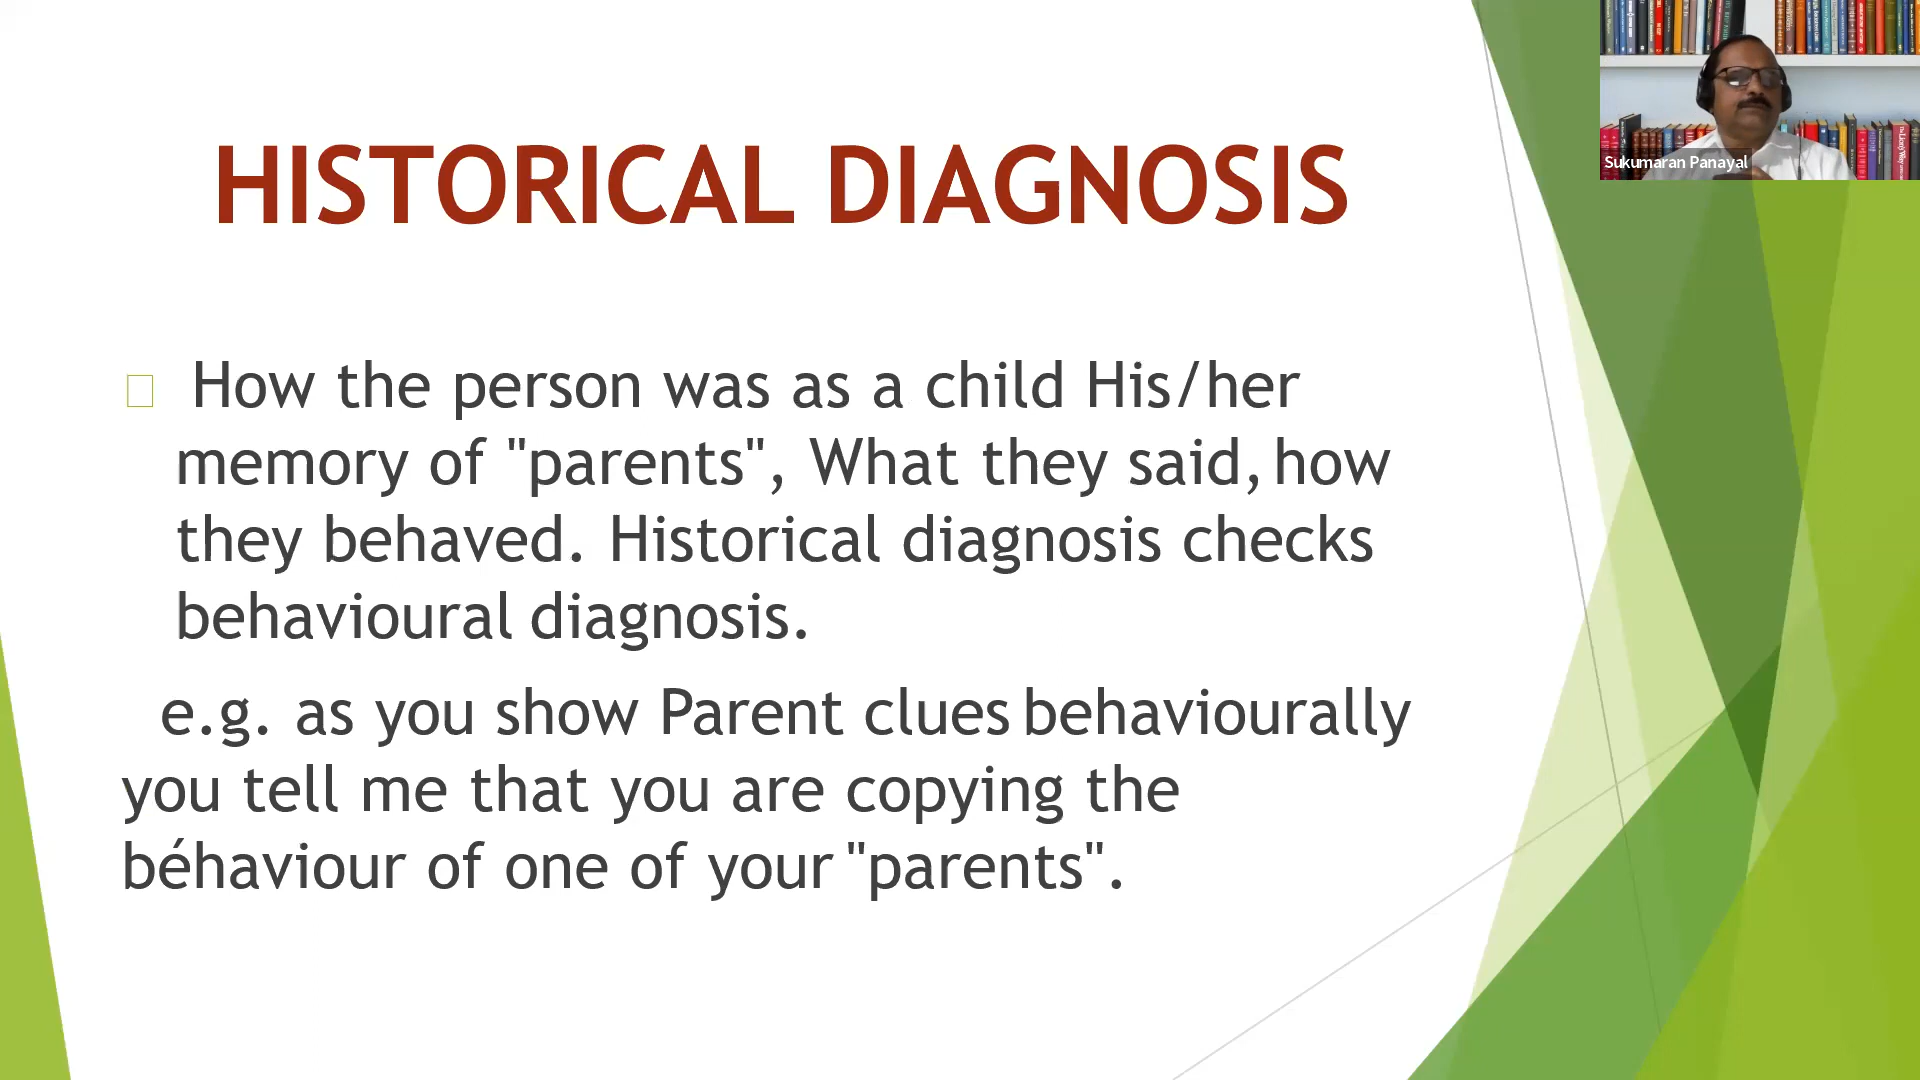 HISTORICAL DIAGNOSIS
How the person was as a child His/her
memory of "parents", What they said, how
they behaved. Historical diagnosis checks
behavioural diagnosis.
e.g. as you show Parent clues behaviourally
you tell me that you are copying the
béhaviour of one of your "parents".
Sukumaran Panayal